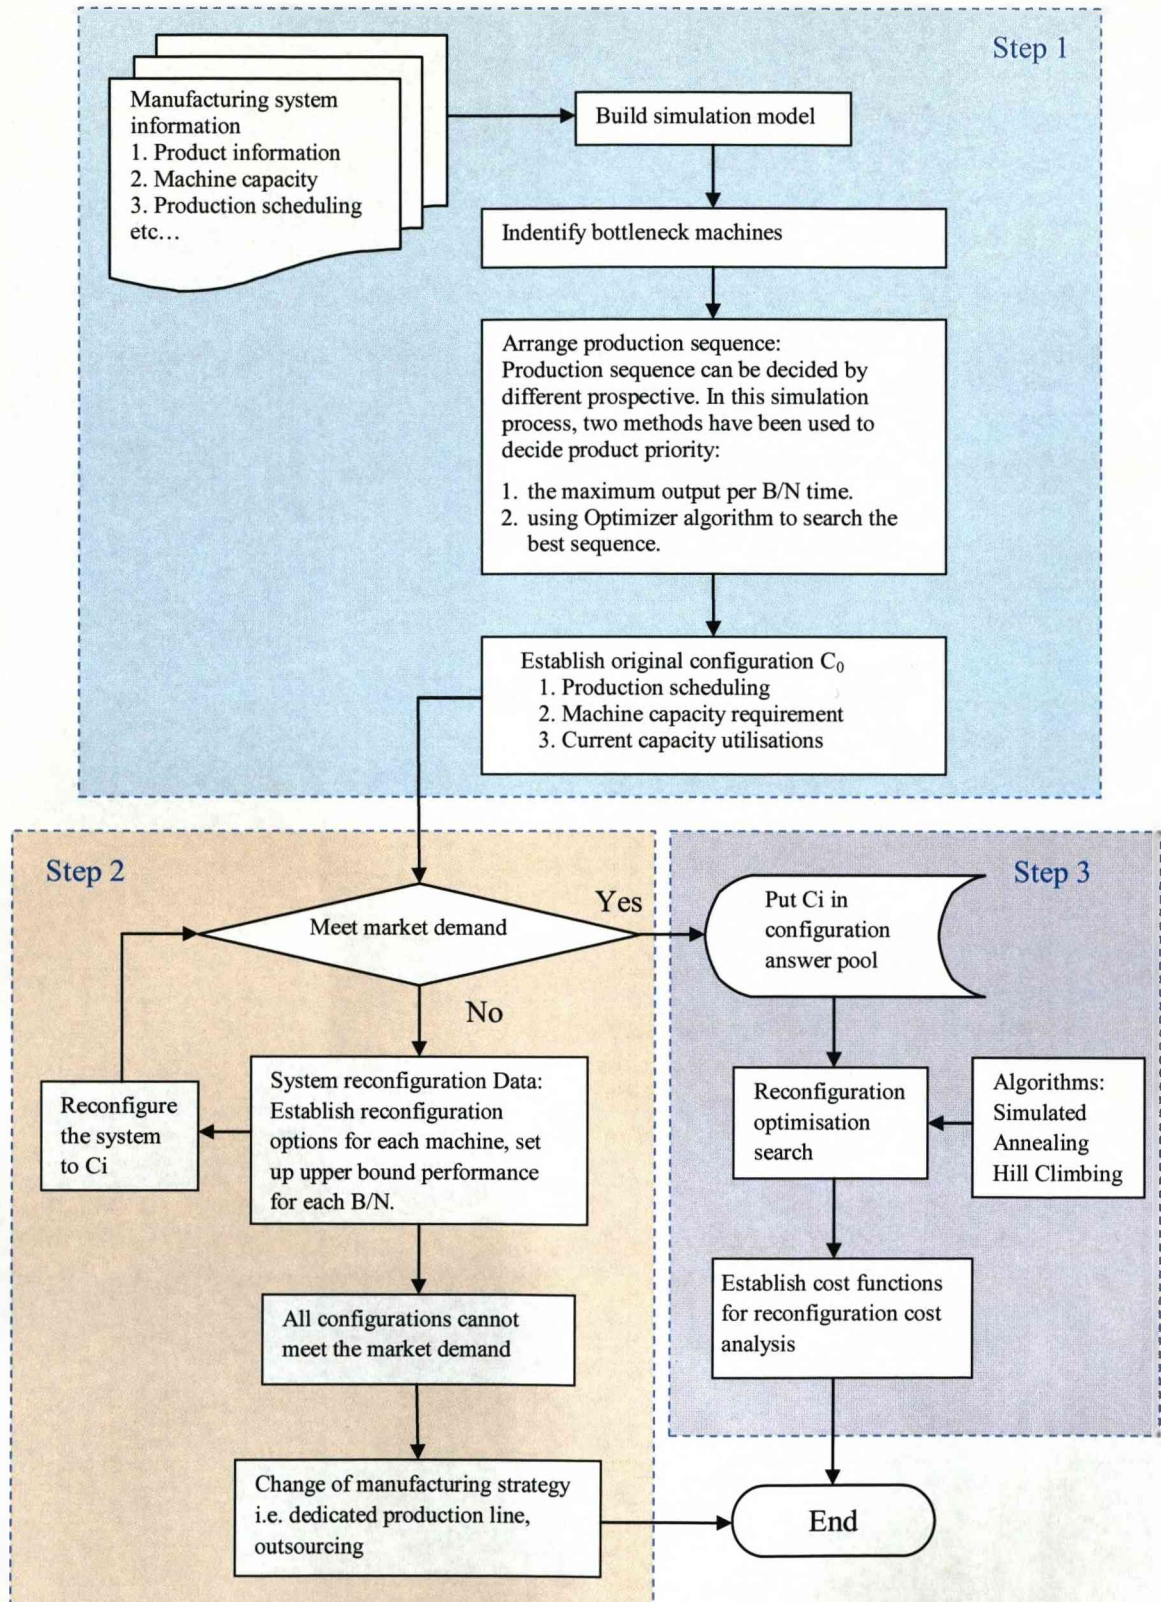 Step 1
Manufacturing system
information
1. Product information
2. Machine capacity
3. Production scheduling
etc…
Build simulation model
Indentify bottleneck machines
Arrange production sequence:
Production sequence can be decided by
different prospective. In this simulation
process, two methods have been used to
decide product priority:
1. the maximum output per B/N time.
2. using Optimizer algorithm to search the
best sequence.
Establish original configuration C₀
1. Production scheduling
2. Machine capacity requirement
3. Current capacity utilisations
Step 2
Meet market demand
Yes
No
System reconfiguration Data:
Establish reconfiguration
options for each machine, set
up upper bound performance
for each B/N.
Reconfigure
the system
to Ci
All configurations cannot
meet the market demand
Change of manufacturing strategy
i.e. dedicated production line,
outsourcing
Step 3
Put Ci in
configuration
answer pool
Reconfiguration
optimisation
search
Algorithms:
Simulated
Annealing
Hill Climbing
Establish cost functions
for reconfiguration cost
analysis
End